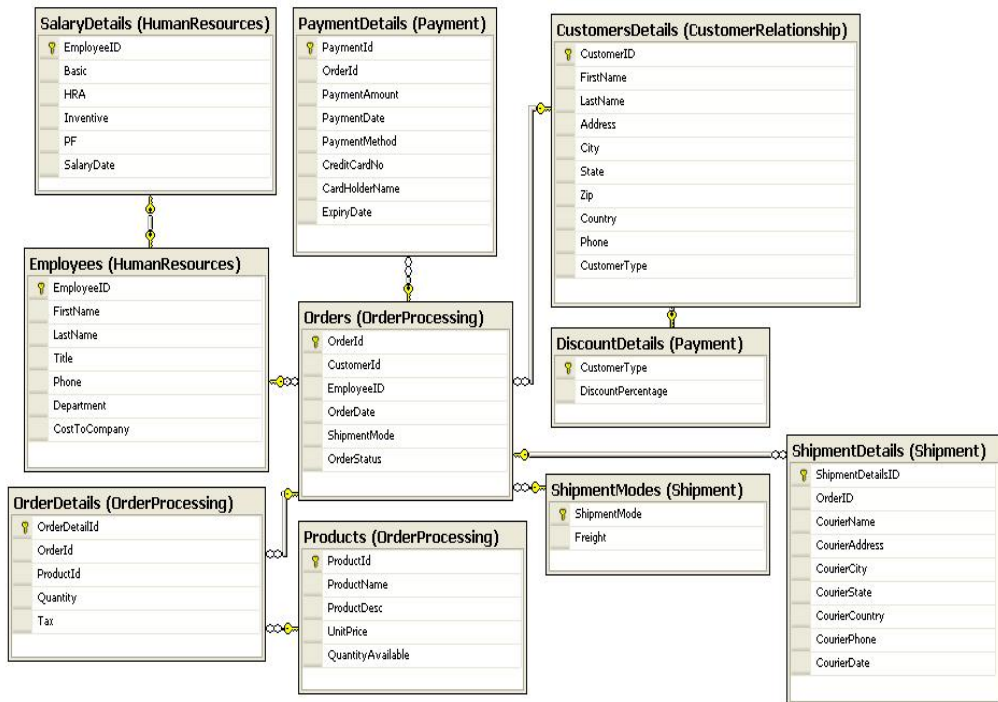 SalaryDetails (HumanResources)
EmployeeID
Basic
HRA
Inventive
PF
SalaryDate
PaymentDetails (Payment)
PaymentId
OrderId
PaymentAmount
PaymentDate
PaymentMethod
CreditCardNo
CardHolderName
ExpiryDate
CustomersDetails (CustomerRelationship)
CustomerID
FirstName
LastName
Address
City
State
Zip
Country
Phone
CustomerType
Employees (HumanResources)
EmployeeID
FirstName
LastName
Title
Phone
Department
CostToCompany
Orders (OrderProcessing)
OrderId
CustomerId
EmployeeID
OrderDate
ShipmentMode
OrderStatus
DiscountDetails (Payment)
CustomerType
DiscountPercentage
OrderDetails (OrderProcessing)
OrderDetailId
OrderId
ProductId
Quantity
Tax
Products (OrderProcessing)
ProductId
ProductName
ProductDesc
UnitPrice
QuantityAvailable
ShipmentModes (Shipment)
ShipmentMode
Freight
ShipmentDetails (Shipment)
ShipmentDetailsID
OrderID
CourierName
CourierAddress
CourierCity
CourierState
CourierCountry
CourierPhone
CourierDate